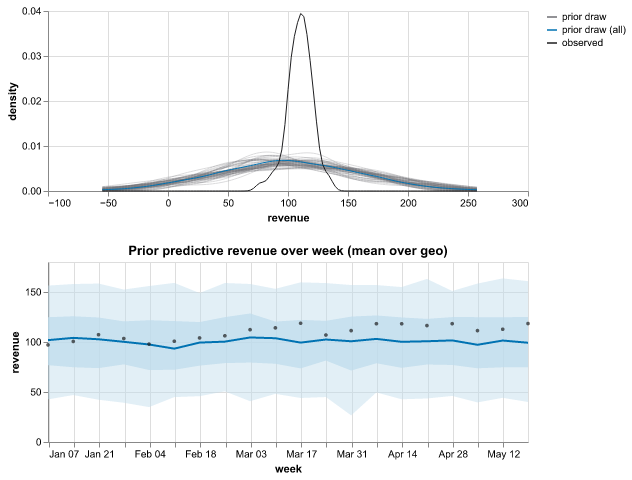 0.04
0.03
0.02
0.01
0.00
density
−100
−50
0
50
100
150
200
250
300
revenue
prior draw
prior draw (all)
observed
Prior predictive revenue over week (mean over geo)
150
100
50
0
revenue
Jan 07
Jan 21
Feb 04
Feb 18
Mar 03
Mar 17
Mar 31
Apr 14
Apr 28
May 12
week